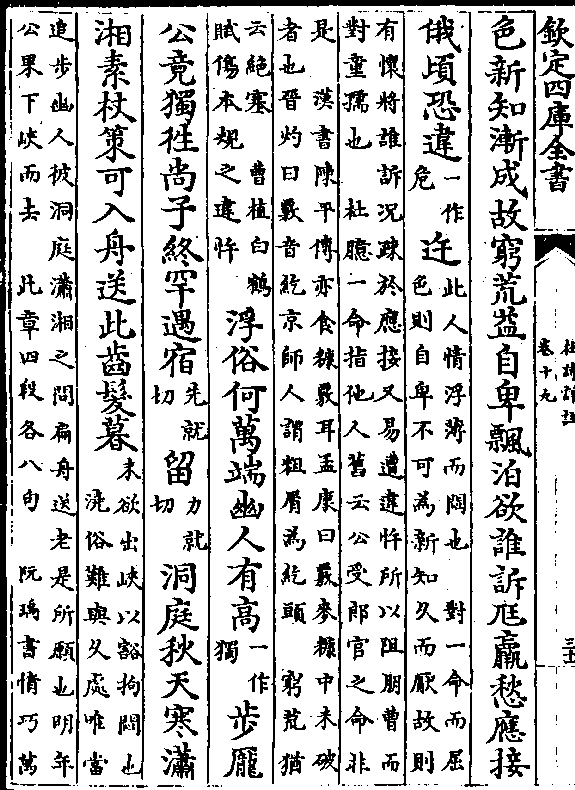 欽定四庫全書
杜詩詳註
卷十九
色新知漸成故窮荒益自卑飄泊欲誰訴尫羸愁應接
俄頃恐違一作危迕
此人情浮薄而悶也 對一命而屈
色則自卑不可為新知久而厭故則
有懷將誰訴況疎於應接又易遭違忤所以阻朋曹而
對童孺也 杜臆一命指他人舊云公受郎官之命非
是 漢書陳平傳亦食糠覈耳孟康曰覈麥糠中未破
者也晉灼曰覈音紇京師人謂粗屑為紇頭 窮荒猶
云絕塞 曹植白鶴
賦傷本規之違忤
浮俗何萬端幽人有高一作獨步龎
公竟獨往尚子終罕遇宿先就切留力就切洞庭秋天寒瀟
湘素杖策可入舟送此齒髪暮
未欲出峽以豁拘悶也
澆俗難與久處唯當
追步幽人彼洞庭瀟湘之間扁舟送老是所願也明年
公果下峽而去 此章四段各八句 阮瑀書情巧萬